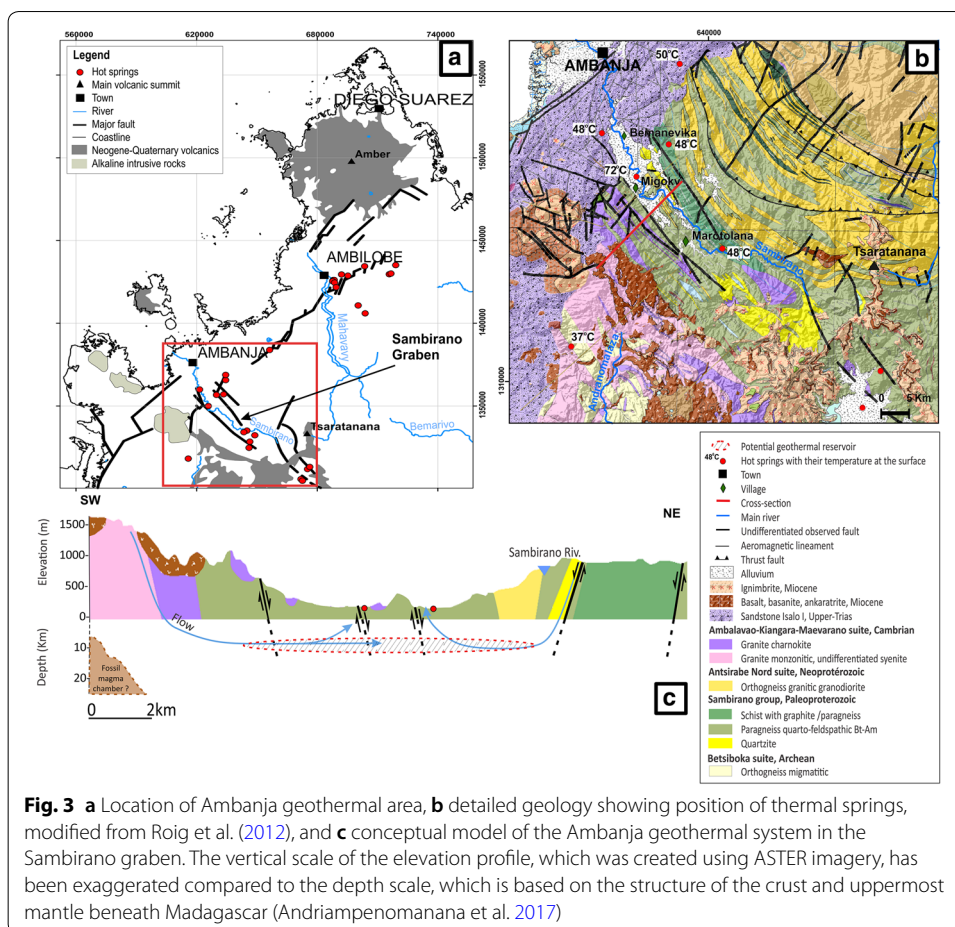 560000
620000
680000
740000
Legend
Hot springs
Main volcanic summit
Town
River
Major fault
Coastline
Neogene-Quaternary volcanics
Alkaline intrusive rocks
a
1550000
1500000
1450000
1400000
1350000
DIEGO SUAREZ
Amber
AMBILOBE
Mahavavy
Sambirano
Graben
AMBANJA
Sambirano
Tsaratanana
Bemarivo
640000
b
AMBANJA
50°C
48°C
Bemanevika
48°C
72°C
Migoky
Marotolana
48°C
Sambirano
Tsaratanana
37°C
1310000
0 5 Km
Potential geothermal reservoir
48°C
Hot springs with their temperature at the surface
Town
Village
Cross-section
Main river
Undifferentiated observed fault
Aeromagnetic lineament
Thrust fault
Alluvium
Ignimbrite, Miocene
Basalt, basanite, ankaratrite, Miocene
Sandstone Isalo I, Upper-Trias
Ambalavao-Kiangara-Maevarano suite, Cambrian
Granite charnokite
Granite monzonitic, undifferentiated syenite
Antsirabe Nord suite, Neoprotérozoic
Orthogneiss granitic granodiorite
Sambirano group, Paleoproterozoic
Schist with graphite /paragneiss
Paragneiss quarto-feldspathic Bt-Am
Quartzite
Betsiboka suite, Archean
Orthogneiss migmatitic
SW
NE
1500
1000
500
0
Elevation (m)
Sambirano Riv.
Flow
10
20
Depth (Km)
Fossil
magma
chamber ?
0 2km
c
Fig. 3 a Location of Ambanja geothermal area, b detailed geology showing position of thermal springs,
modified from Roig et al. (2012), and c conceptual model of the Ambanja geothermal system in the
Sambirano graben. The vertical scale of the elevation profile, which was created using ASTER imagery, has
been exaggerated compared to the depth scale, which is based on the structure of the crust and uppermost
mantle beneath Madagascar (Andriampenomanana et al. 2017)